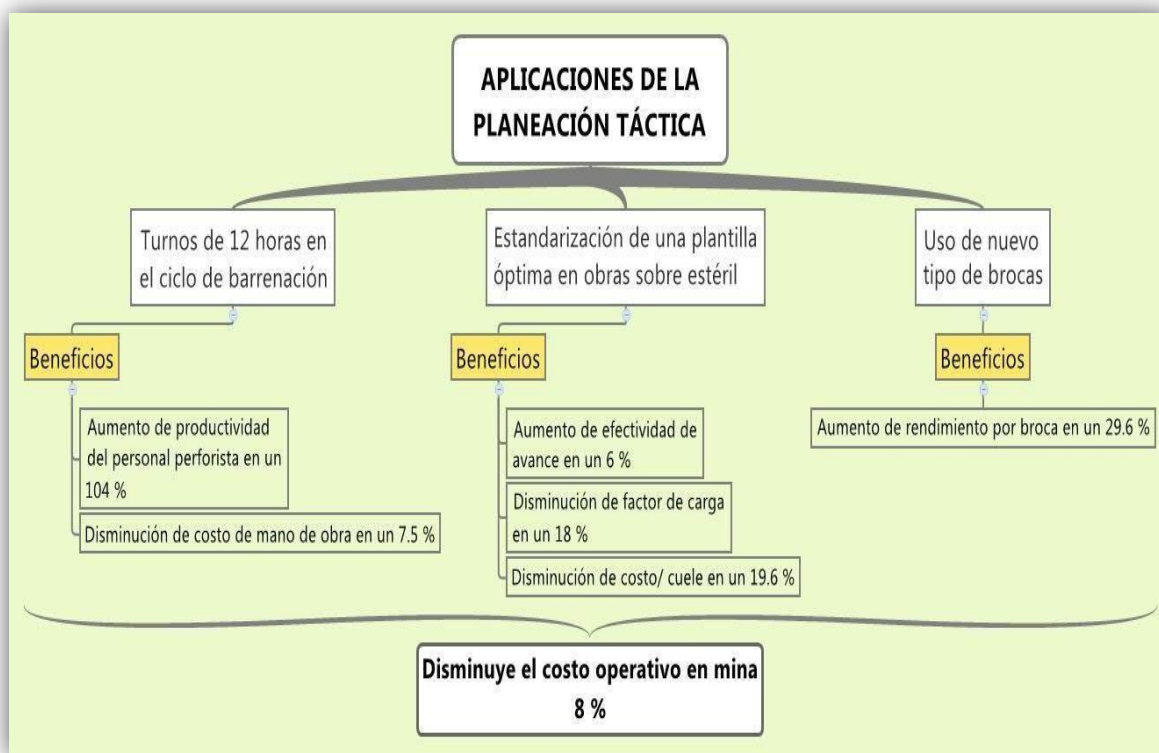 APLICACIONES DE LA
PLANEACIÓN TÁCTICA
Turnos de 12 horas en
el ciclo de barrenación
Beneficios
Aumento de productividad
del personal perforista en un
104 %
Disminución de costo de mano de obra en un 7.5 %
Estandarización de una plantilla
óptima en obras sobre estéril
Beneficios
Aumento de efectividad de
avance en un 6 %
Disminución de factor de carga
en un 18 %
Disminución de costo/ cuele en un 19.6 %
Uso de nuevo
tipo de brocas
Beneficios
Aumento de rendimiento por broca en un 29.6 %
Disminuye el costo operativo en mina
8 %